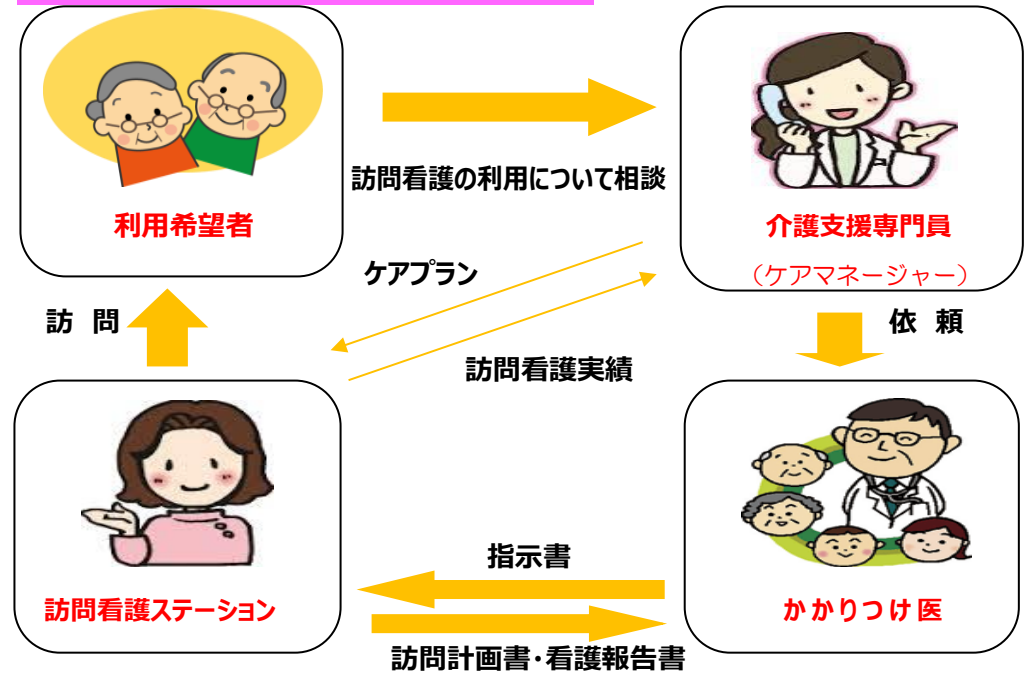 訪問看護の利用について相談
利用希望者
介護支援専門員
（ケアマネージャー）
ケアプラン
訪 問
依 頼
訪問看護実績
指示書
訪問看護ステーション
かかりつけ医
訪問計画書・看護報告書